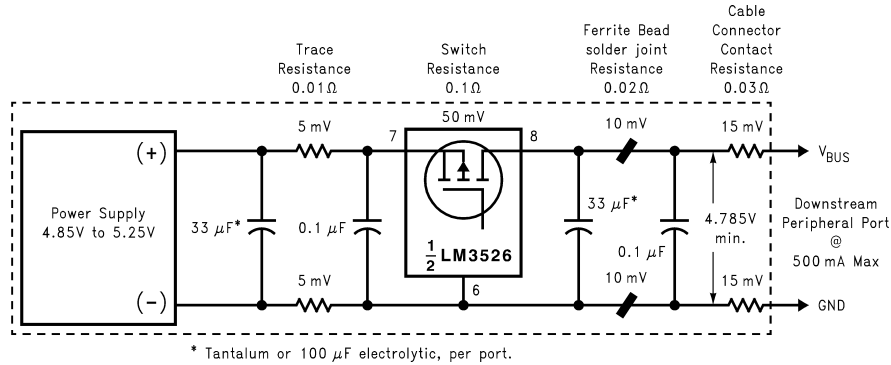 Trace
Resistance
0.01Ω
Switch
Resistance
0.1Ω
Ferrite Bead
solder joint
Resistance
0.02Ω
Cable
Connector
Contact
Resistance
0.03Ω
5 mV
50 mV
10 mV
15 mV
7
8
(+)
VBUS
Power Supply
4.85V to 5.25V
33 μF*
0.1 μF
1/2 LM3526
33 μF*
0.1 μF
4.785V
min.
Downstream
Peripheral Port
@
500 mA Max
5 mV
6
10 mV
15 mV
(−)
GND
* Tantalum or 100 μF electrolytic, per port.